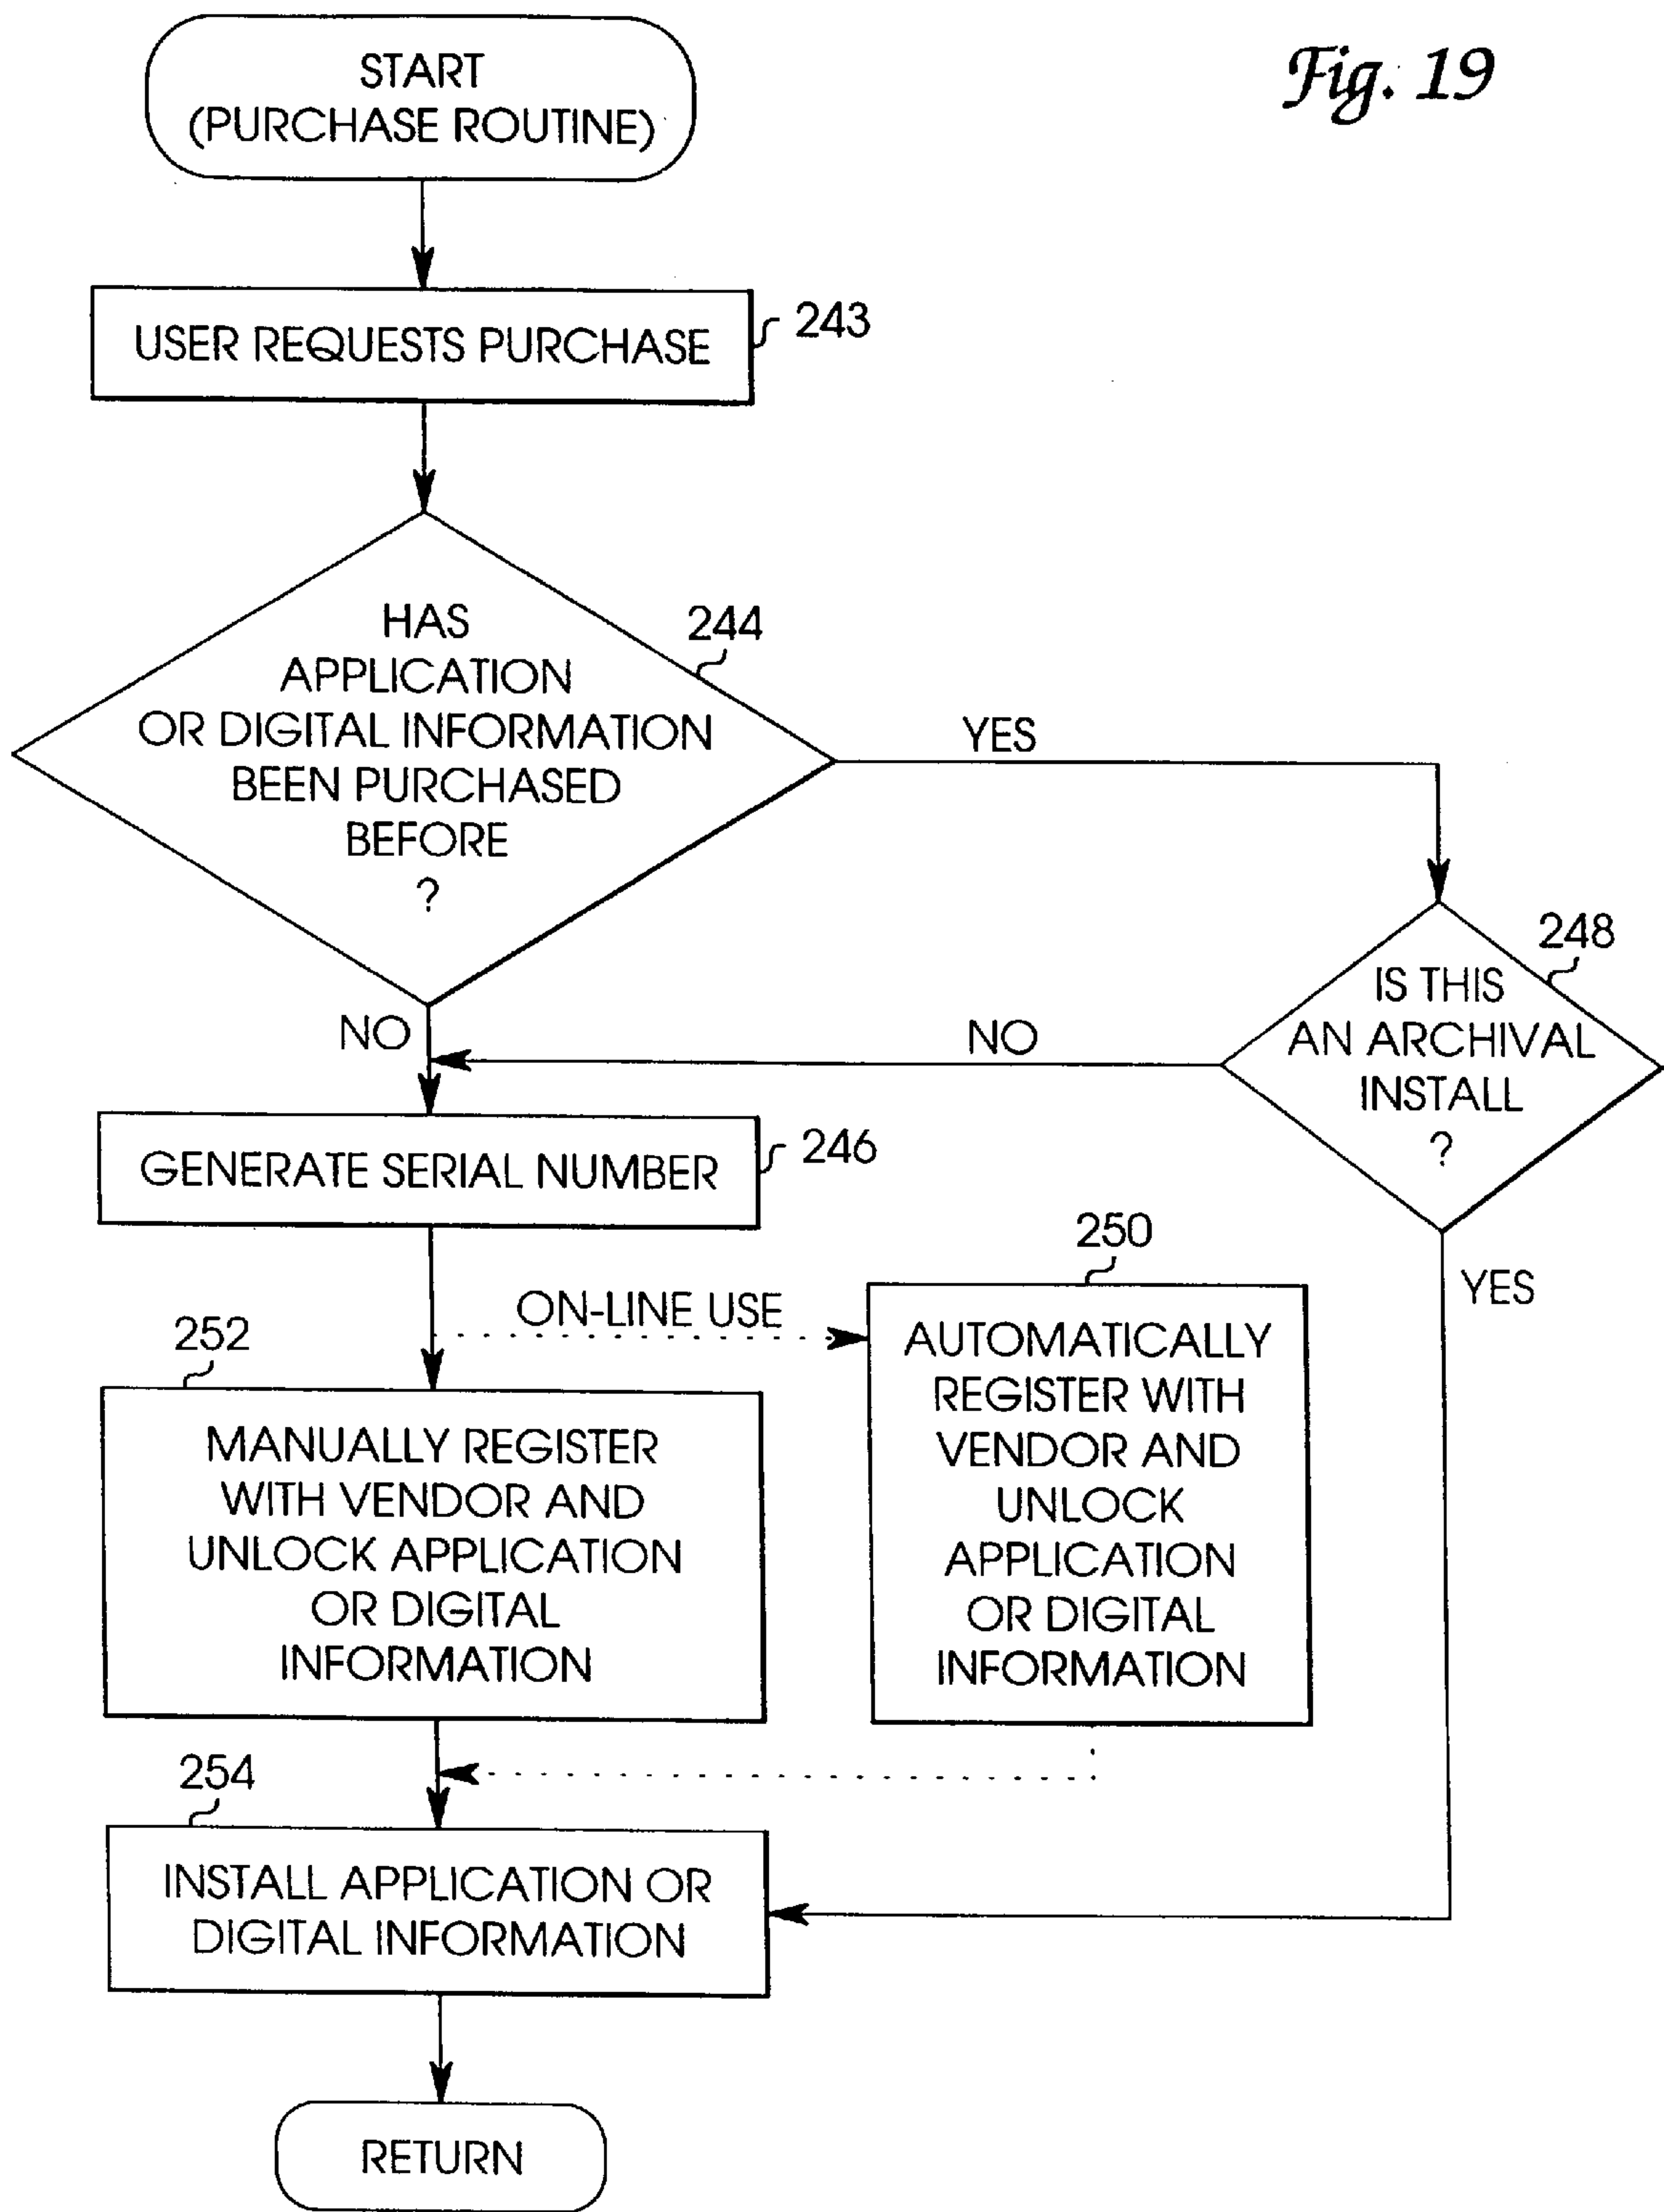 Fig. 19
START
(PURCHASE ROUTINE)
USER REQUESTS PURCHASE
243
HAS
APPLICATION
OR DIGITAL INFORMATION
BEEN PURCHASED
BEFORE
?
244
YES
NO
248
IS THIS
AN ARCHIVAL
INSTALL
?
NO
YES
GENERATE SERIAL NUMBER
246
ON-LINE USE
250
AUTOMATICALLY
REGISTER WITH
VENDOR AND
UNLOCK
APPLICATION
OR DIGITAL
INFORMATION
252
MANUALLY REGISTER
WITH VENDOR AND
UNLOCK APPLICATION
OR DIGITAL
INFORMATION
254
INSTALL APPLICATION OR
DIGITAL INFORMATION
RETURN